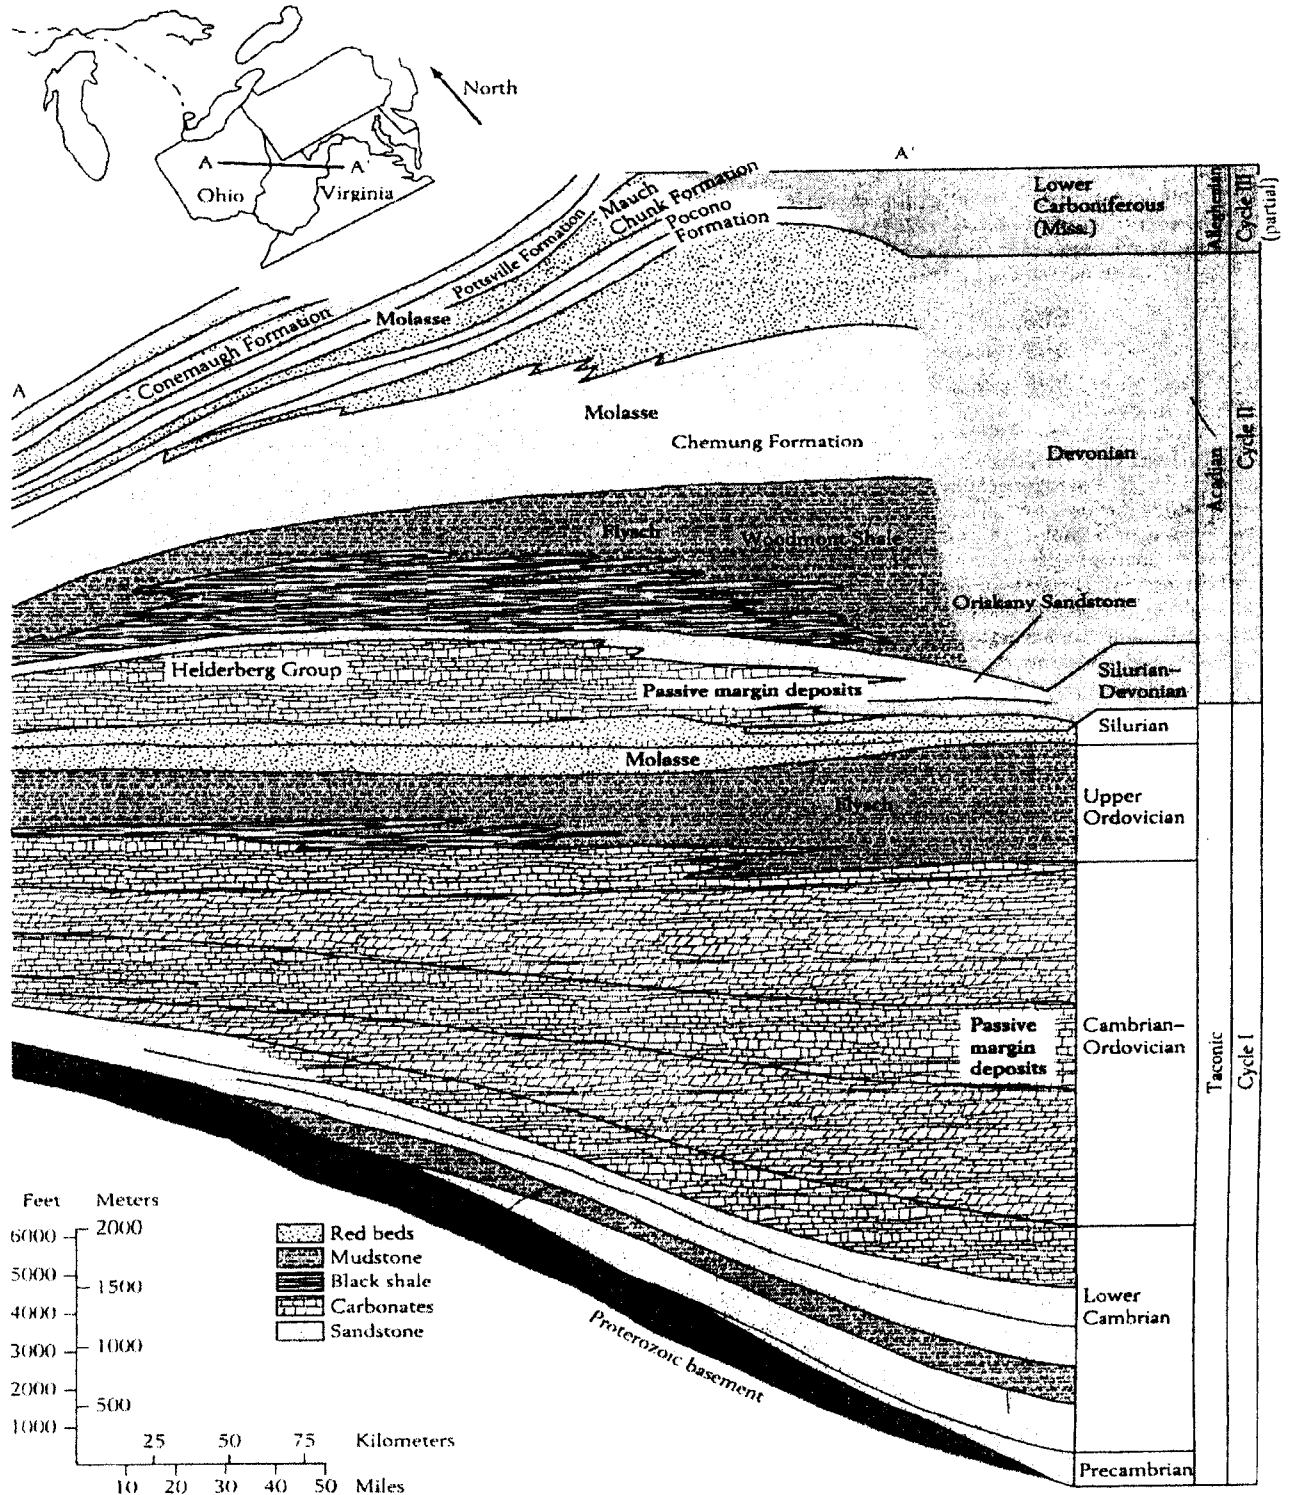 North
A
A'
Ohio
Virginia
A'
Mauch
Chunk Formation
Pocono
Formation
Pottsville Formation
Molasse
Conemaugh Formation
A
Lower
Carboniferous
(Miss.)
Alleghenian
Cycle III
(partial)
Molasse
Chemung Formation
Devonian
Acadian
Cycle II
Flysch
Woodmont Shale
Oriskany Sandstone
Helderberg Group
Passive margin deposits
Silurian–
Devonian
Silurian
Molasse
Flysch
Upper
Ordovician
Passive
margin
deposits
Cambrian–
Ordovician
Taconic
Cycle I
Lower
Cambrian
Precambrian
Proterozoic basement
Feet Meters
6000
5000
4000
3000
2000
1000
2000
1500
1000
500
25 50 75 Kilometers
10 20 30 40 50 Miles
Red beds
Mudstone
Black shale
Carbonates
Sandstone